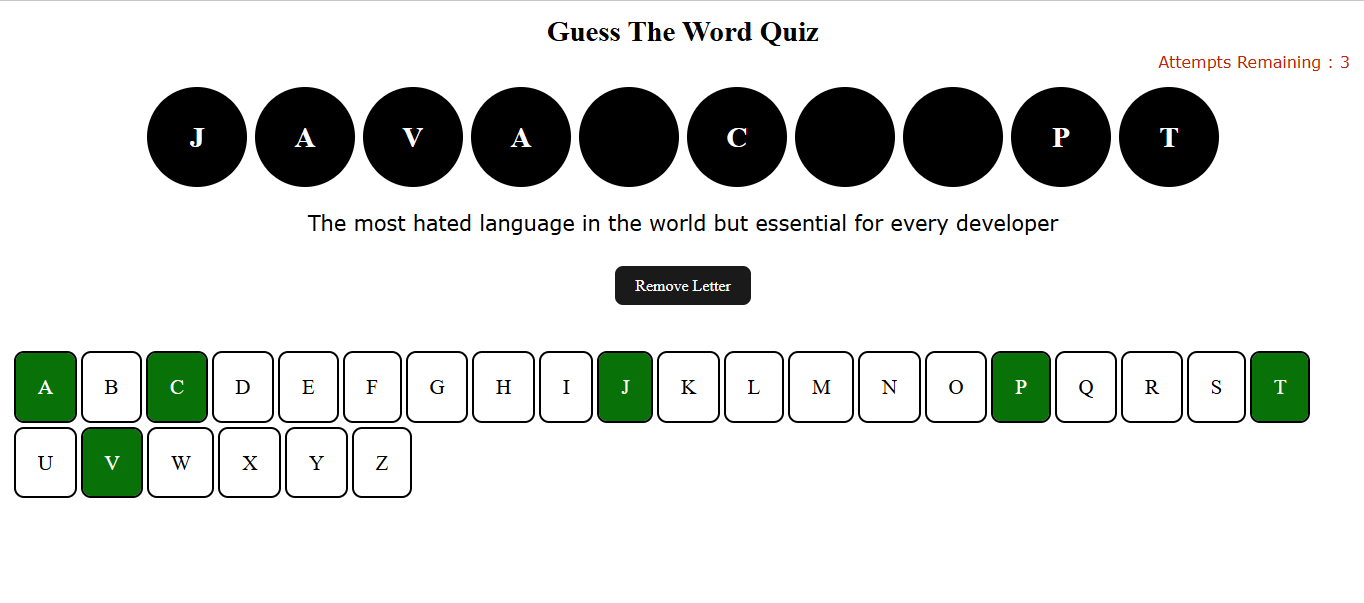 Guess The Word Quiz
Attempts Remaining : 3
J A V A C P T
The most hated language in the world but essential for every developer
Remove Letter
A B C D E F G H I J K L M N O P Q R S T
U V W X Y Z